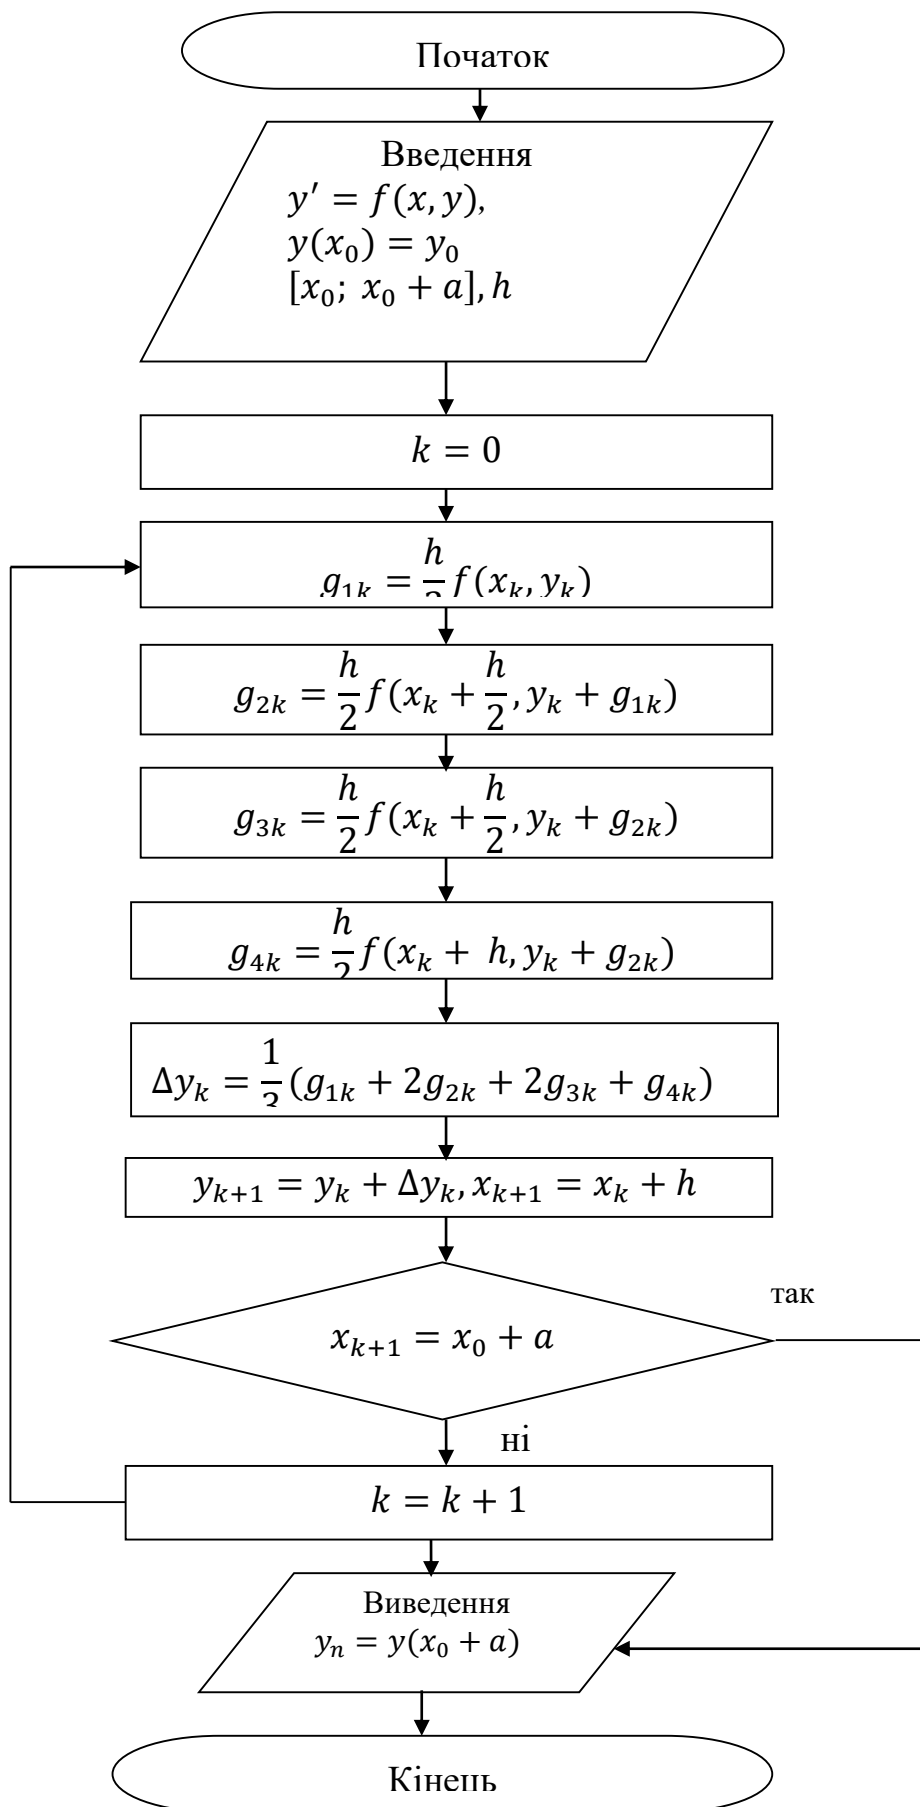 Початок
Введення
y′ = f(x, y),
y(x₀) = y₀
[x₀; x₀ + a], h
k = 0
g₁ₖ = h/2 f(xₖ, yₖ)
g₂ₖ = h/2 f(xₖ + h/2, yₖ + g₁ₖ)
g₃ₖ = h/2 f(xₖ + h/2, yₖ + g₂ₖ)
g₄ₖ = h/2 f(xₖ + h, yₖ + g₂ₖ)
Δyₖ = 1/3 (g₁ₖ + 2g₂ₖ + 2g₃ₖ + g₄ₖ)
yₖ₊₁ = yₖ + Δyₖ, xₖ₊₁ = xₖ + h
так
xₖ₊₁ = x₀ + a
ні
k = k + 1
Виведення
yₙ = y(x₀ + a)
Кінець